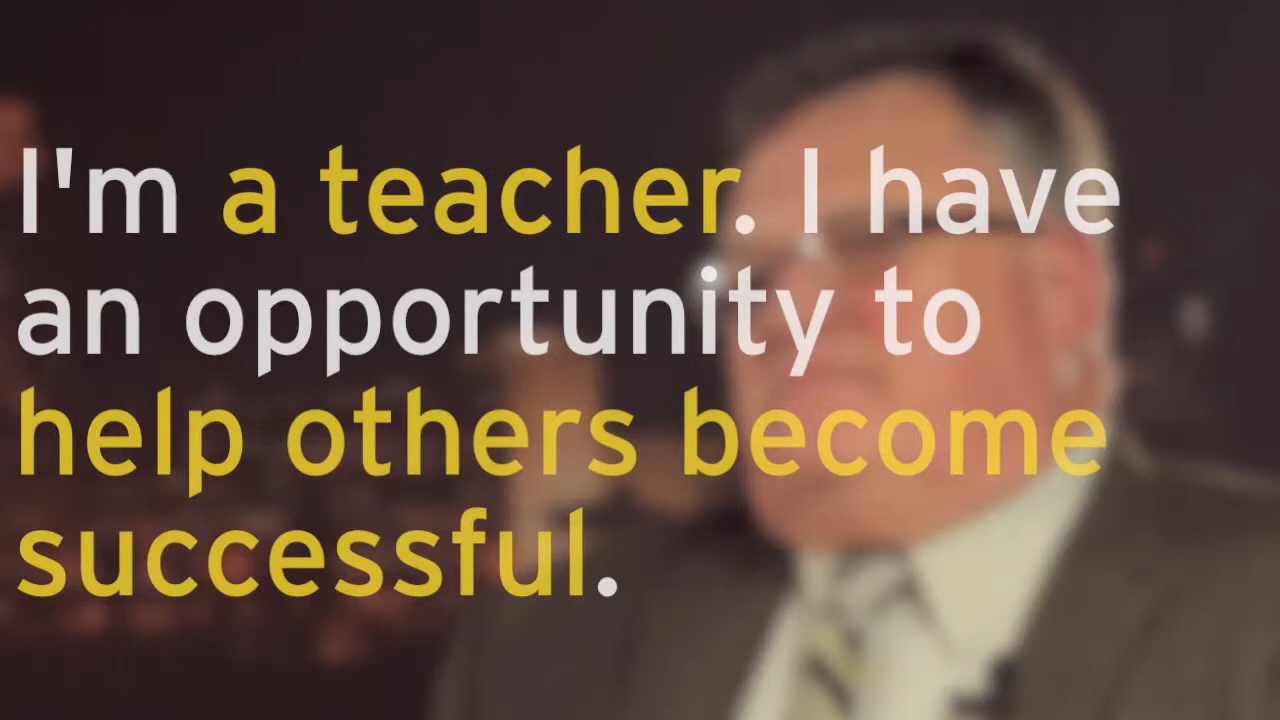 I'm a teacher. I have
an opportunity to
help others become
successful.